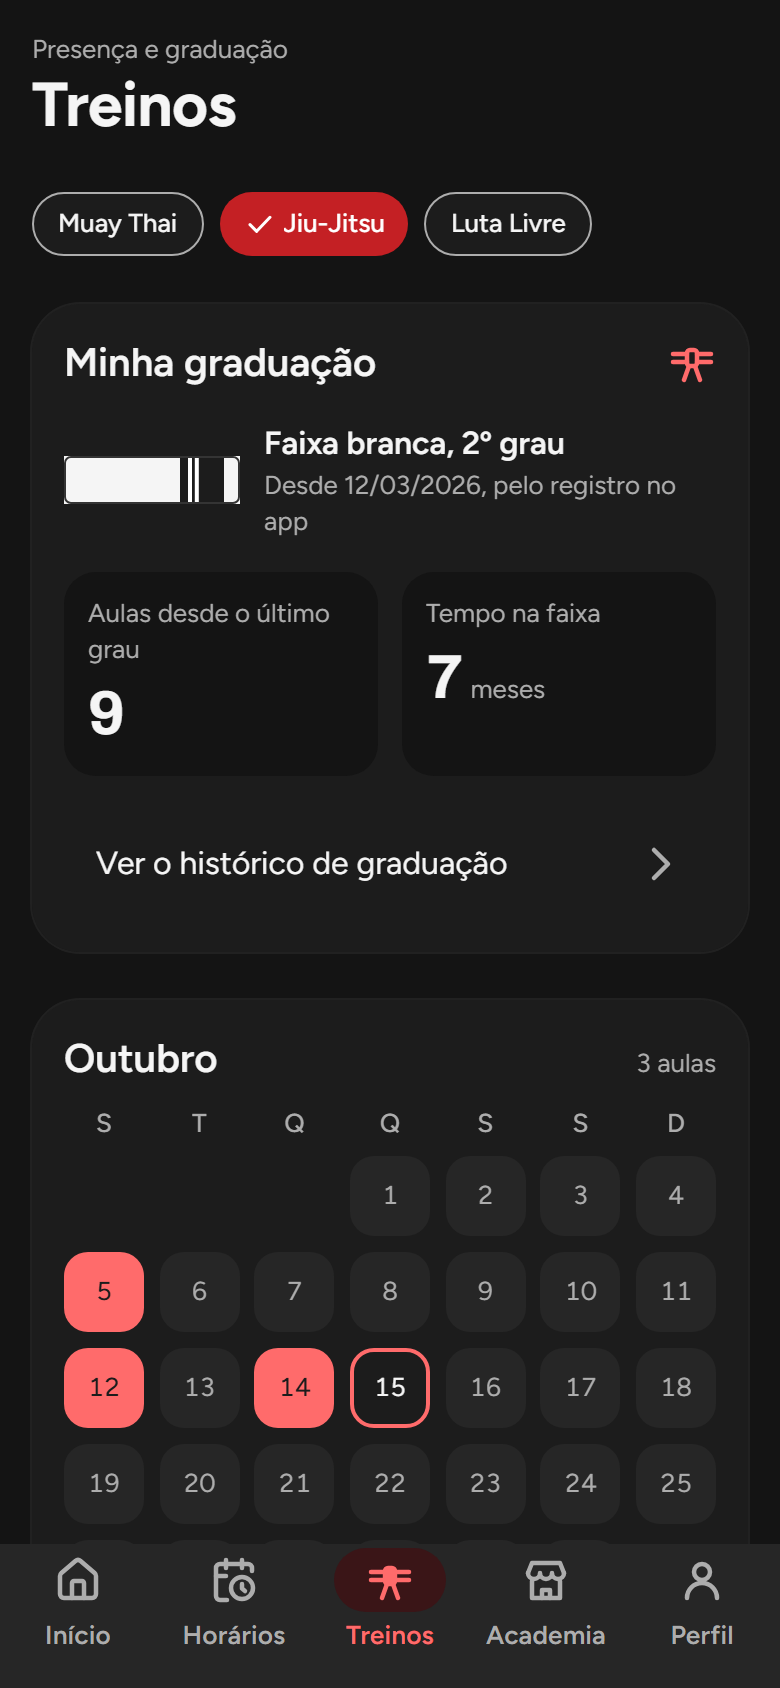 Presença e graduação
Treinos
Muay Thai
Jiu-Jitsu
Luta Livre
Minha graduação
Faixa branca, 2º grau
Desde 12/03/2026, pelo registro no
app
Aulas desde o último
grau
9
Tempo na faixa
7 meses
Ver o histórico de graduação
Outubro
3 aulas
S T Q Q S S D
1 2 3 4
5 6 7 8 9 10 11
12 13 14 15 16 17 18
19 20 21 22 23 24 25
Início
Horários
Treinos
Academia
Perfil